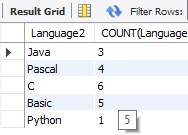 Result Grid Filter Rows:
Language2 COUNT(Language
Java 3
Pascal 4
C 6
Basic 5
Python 1 5